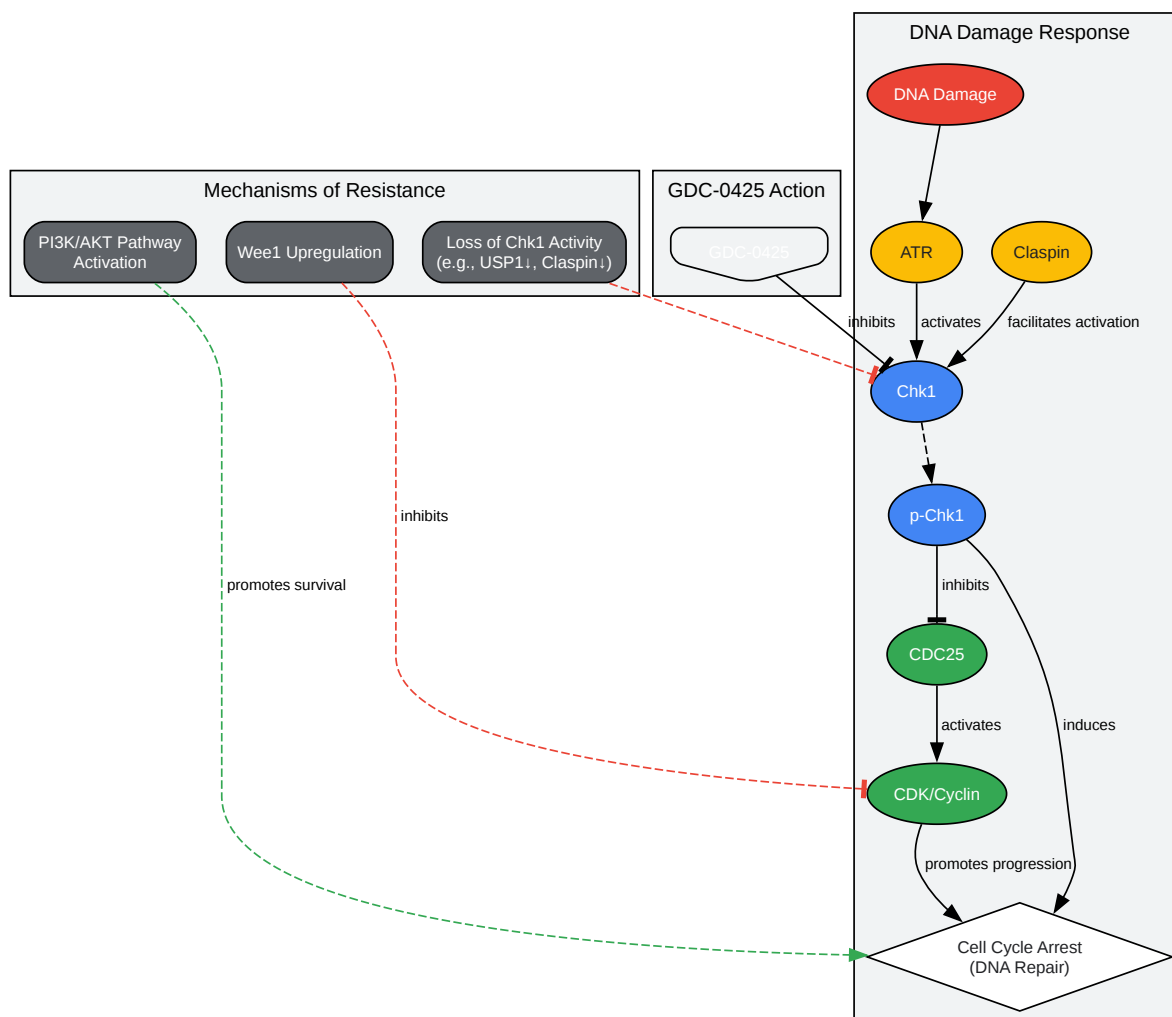 DNA Damage Response
DNA Damage
Mechanisms of Resistance
GDC-0425 Action
PI3K/AKT Pathway
Activation
Wee1 Upregulation
Loss of Chk1 Activity
(e.g., USP1↓, Claspin↓)
GDC-0425
ATR
Claspin
inhibits
activates
facilitates activation
Chk1
p-Chk1
inhibits
promotes survival
inhibits
CDC25
activates
induces
CDK/Cyclin
promotes progression
Cell Cycle Arrest
(DNA Repair)